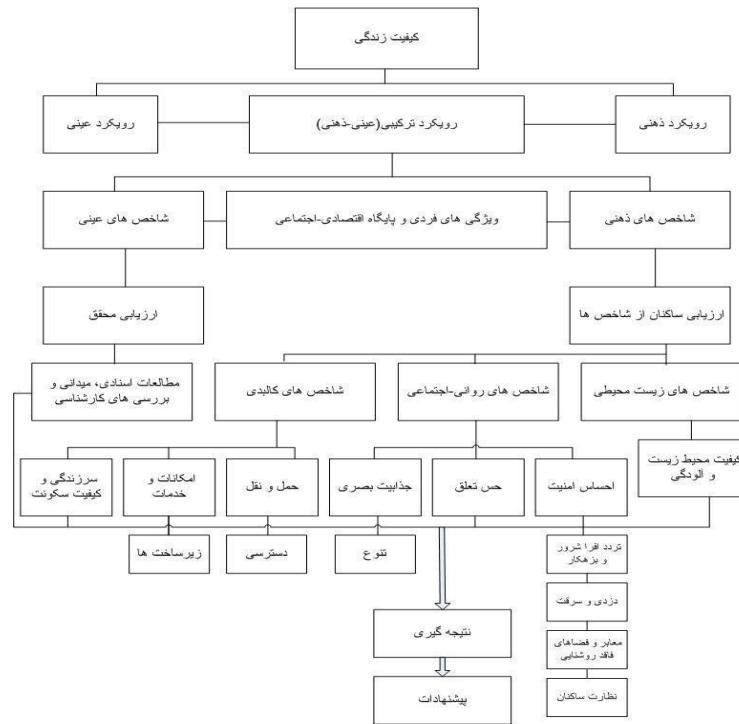 کیفیت زندگی
رویکرد ذهنی
رویکرد ترکیبی(عینی-ذهنی)
رویکرد عینی
شاخص های ذهنی
ویژگی های فردی و پایگاه اقتصادی-اجتماعی
شاخص های عینی
ارزیابی ساکنان از شاخص ها
ارزیابی محقق
شاخص های زیست محیطی
شاخص های روانی-اجتماعی
شاخص های کالبدی
مطالعات اسنادی، میدانی و
بررسی های کارشناسی
کیفیت محیط زیست
و آلودگی
احساس امنیت
حس تعلق
جذابیت بصری
حمل و نقل
امکانات و
خدمات
سرزندگی و
کیفیت سکونت
تردد افرا شرور
و بزهکار
تنوع
دسترسی
زیرساخت ها
دزدی و سرقت
معابر و فضاهای
فاقد روشنایی
نظارت ساکنان
نتیجه گیری
پیشنهادات